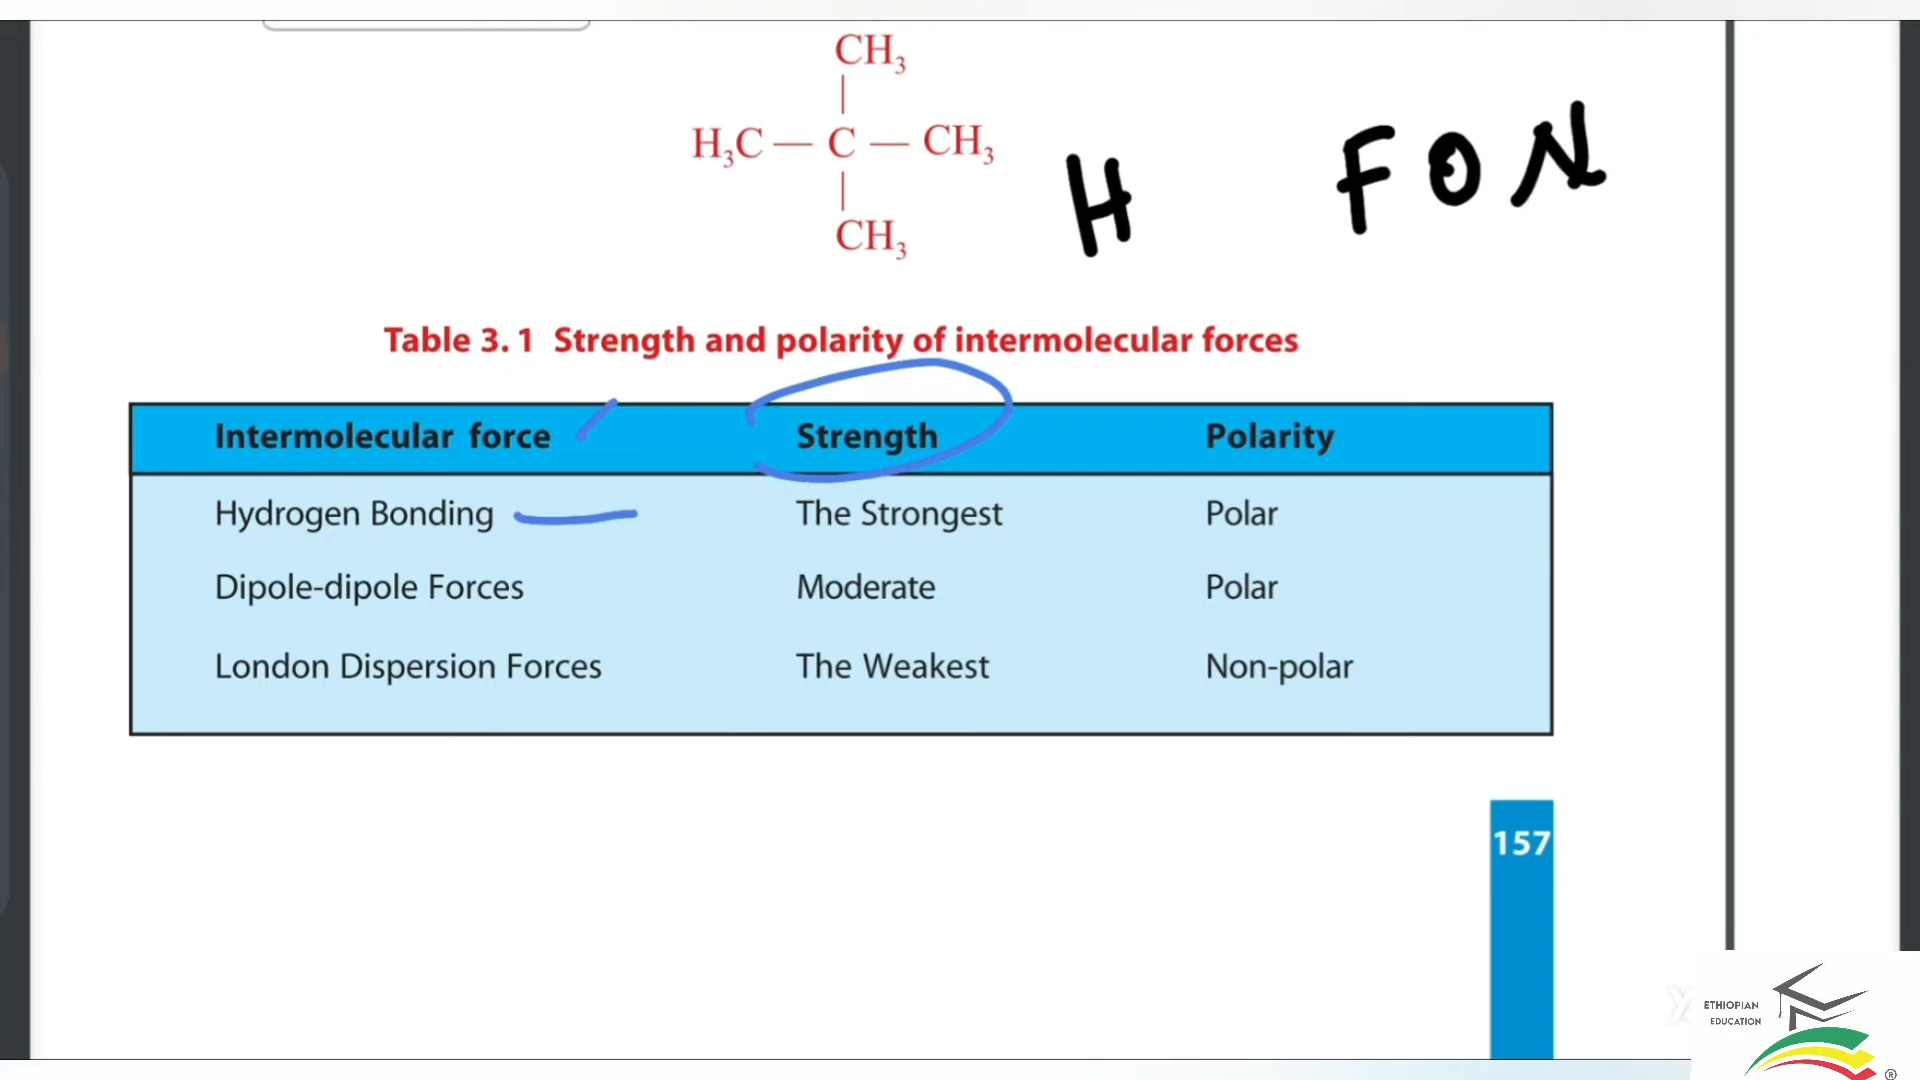 CH3
H3C — C — CH3
CH3
H FON
Table 3. 1 Strength and polarity of intermolecular forces
Intermolecular force Strength Polarity
Hydrogen Bonding The Strongest Polar
Dipole-dipole Forces Moderate Polar
London Dispersion Forces The Weakest Non-polar
157
ETHIOPIAN
EDUCATION
®